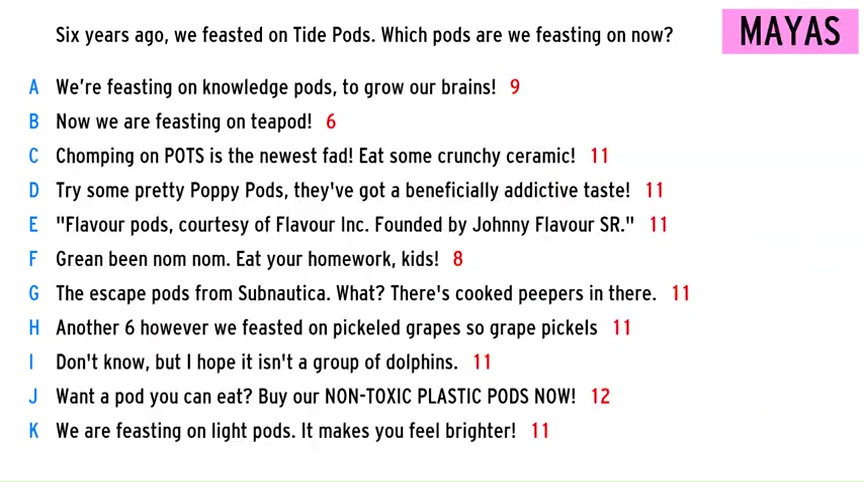 Six years ago, we feasted on Tide Pods. Which pods are we feasting on now?
MAYAS
A We're feasting on knowledge pods, to grow our brains! 9
B Now we are feasting on teapod! 6
C Chomping on POTS is the newest fad! Eat some crunchy ceramic! 11
D Try some pretty Poppy Pods, they've got a beneficially addictive taste! 11
E "Flavour pods, courtesy of Flavour Inc. Founded by Johnny Flavour SR." 11
F Grean been nom nom. Eat your homework, kids! 8
G The escape pods from Subnautica. What? There's cooked peepers in there. 11
H Another 6 however we feasted on pickeled grapes so grape pickels 11
I Don't know, but I hope it isn't a group of dolphins. 11
J Want a pod you can eat? Buy our NON-TOXIC PLASTIC PODS NOW! 12
K We are feasting on light pods. It makes you feel brighter! 11